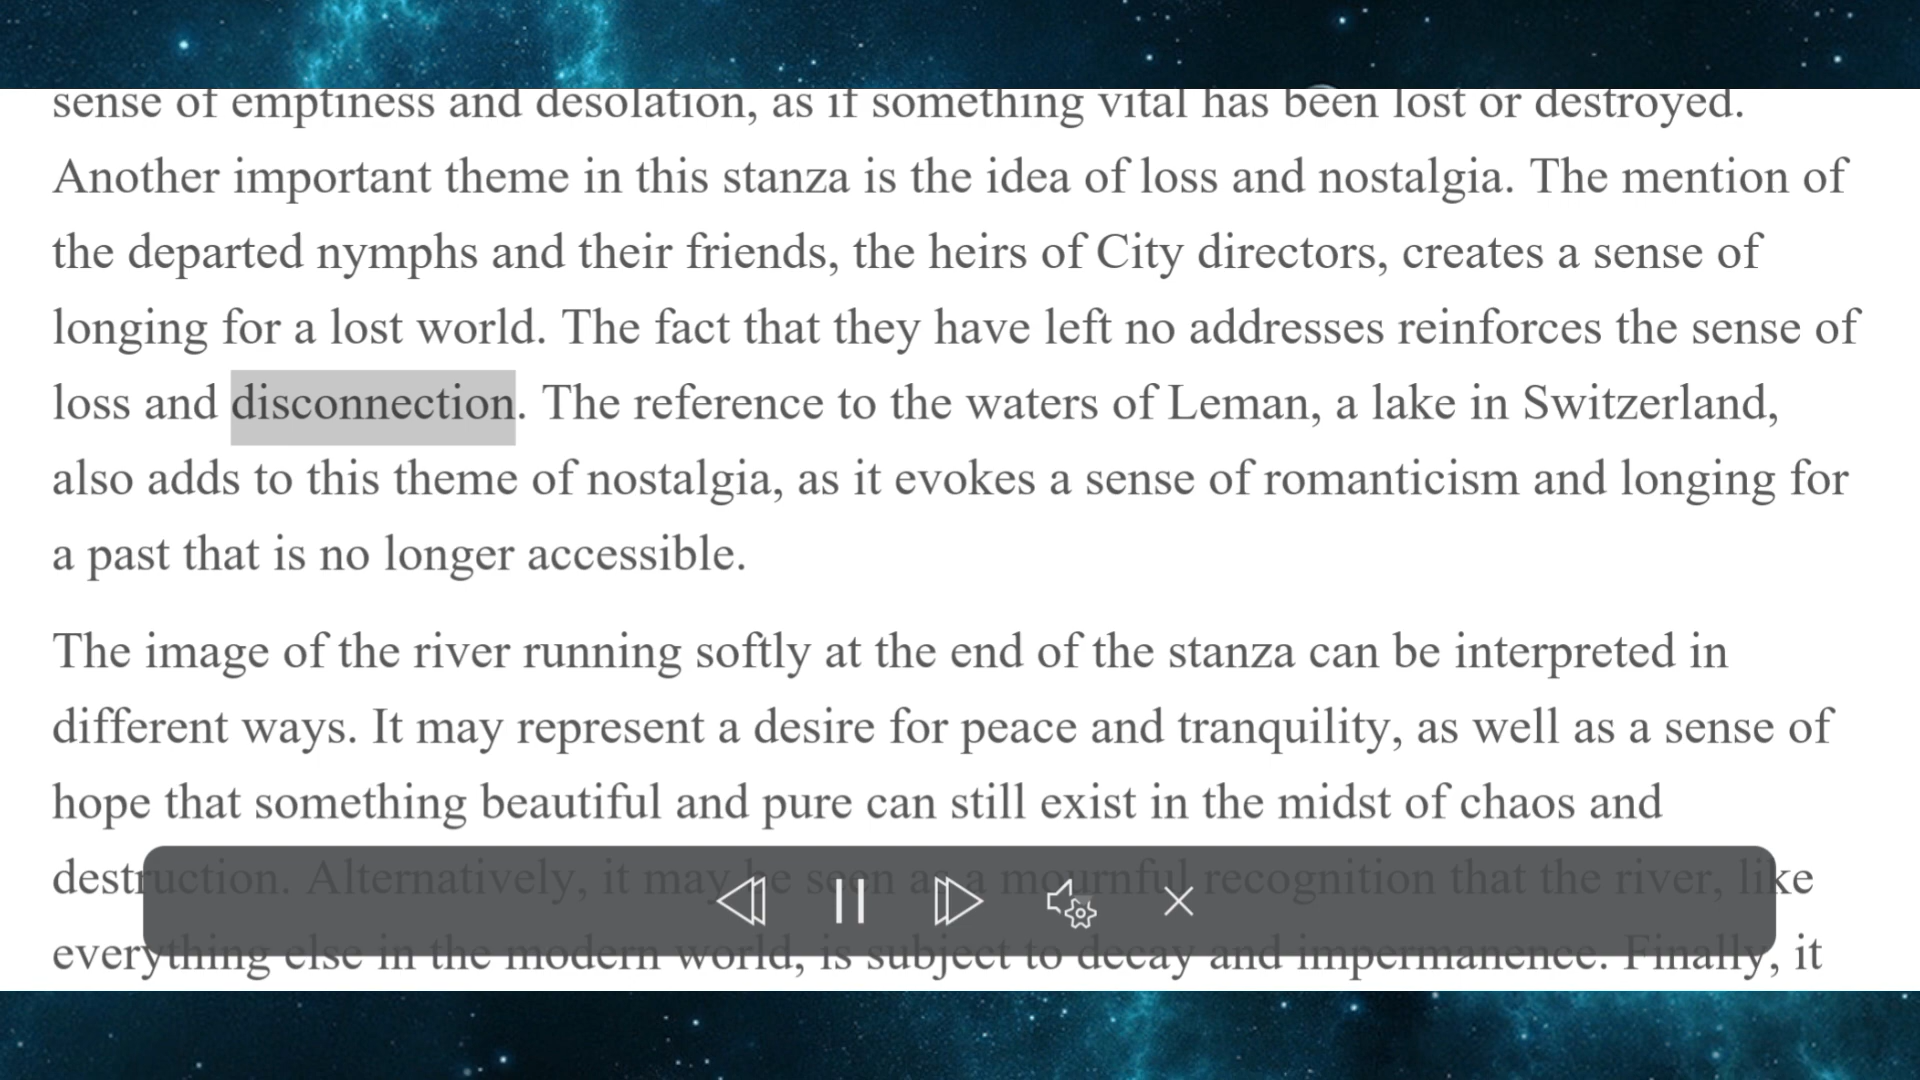 sense of emptiness and desolation, as if something vital has been lost or destroyed.
Another important theme in this stanza is the idea of loss and nostalgia. The mention of
the departed nymphs and their friends, the heirs of City directors, creates a sense of
longing for a lost world. The fact that they have left no addresses reinforces the sense of
loss and disconnection. The reference to the waters of Leman, a lake in Switzerland,
also adds to this theme of nostalgia, as it evokes a sense of romanticism and longing for
a past that is no longer accessible.
The image of the river running softly at the end of the stanza can be interpreted in
different ways. It may represent a desire for peace and tranquility, as well as a sense of
hope that something beautiful and pure can still exist in the midst of chaos and
destruction. Alternatively, it may be seen as a mournful recognition that the river, like
everything else in the modern world, is subject to decay and impermanence. Finally, it